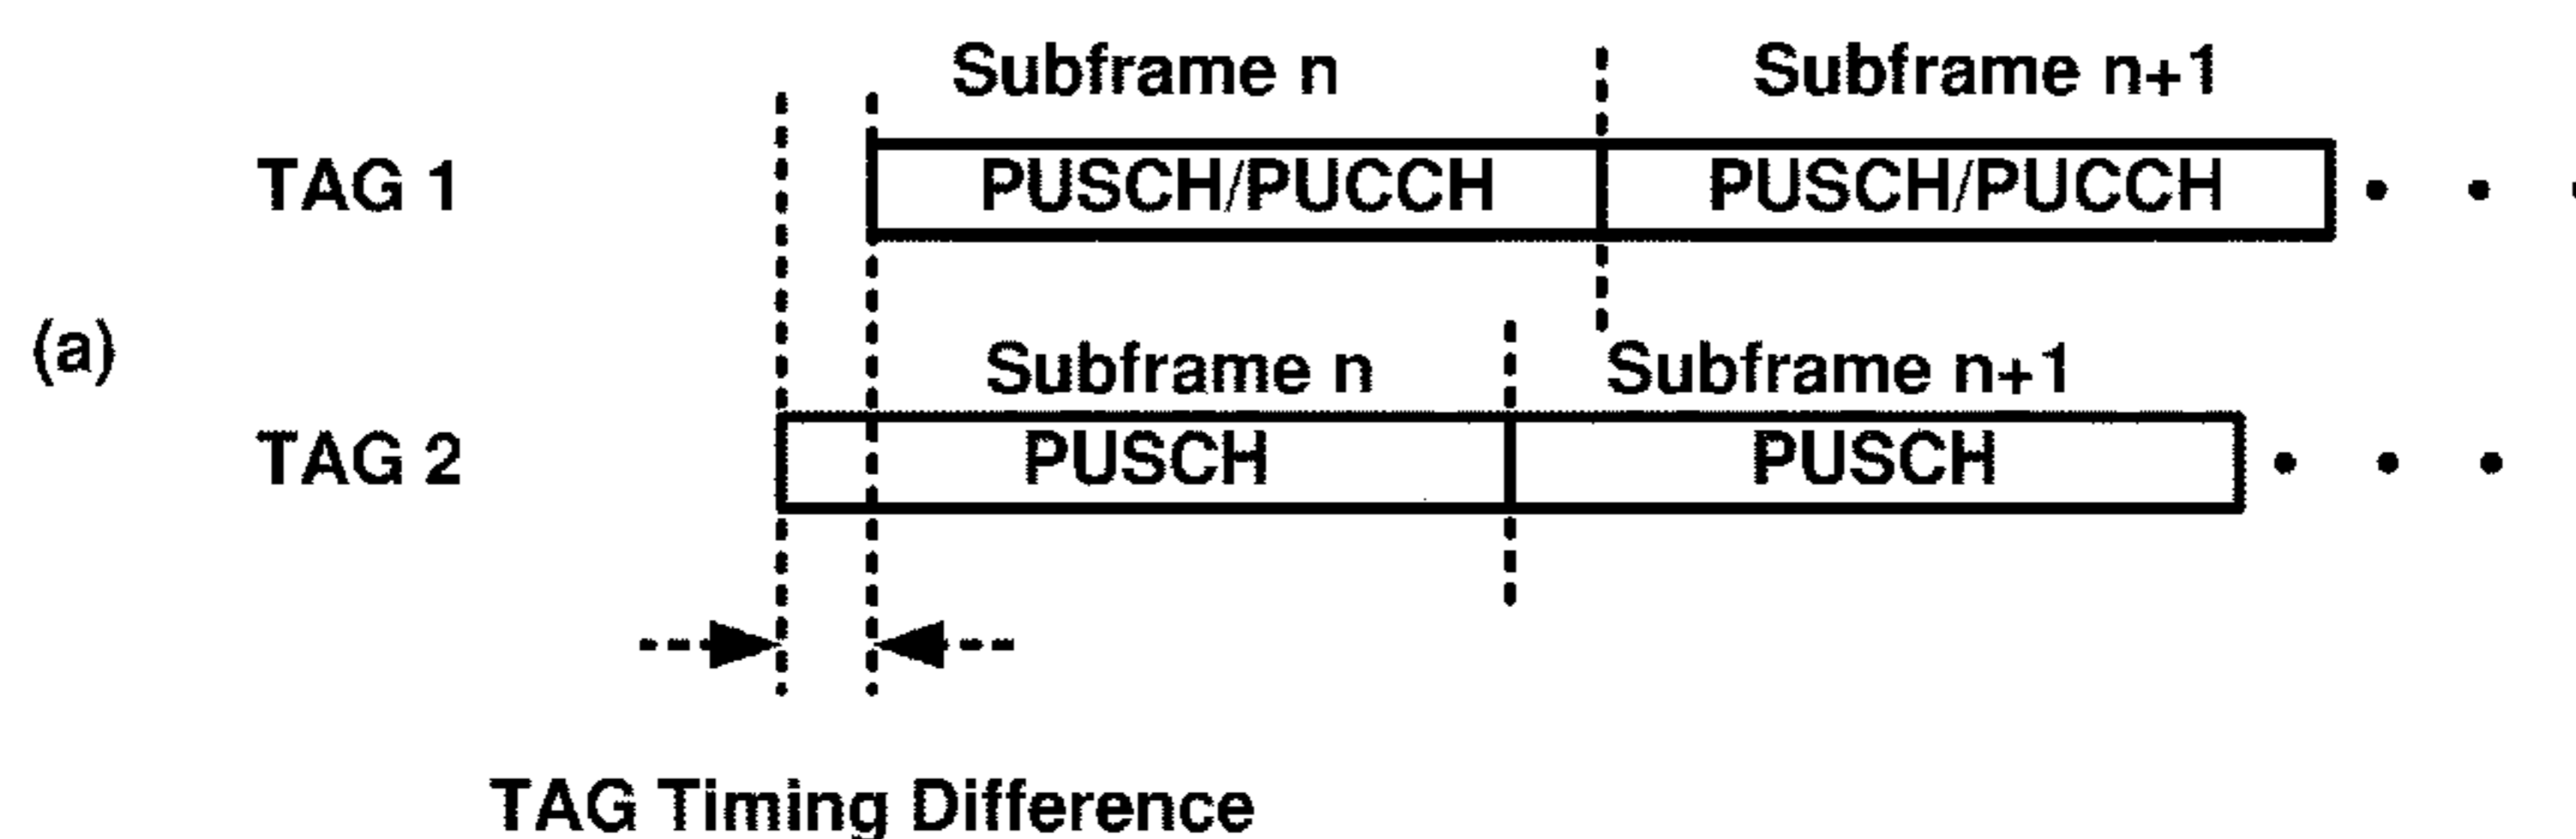 Subframe n Subframe n+1
TAG 1 PUSCH/PUCCH PUSCH/PUCCH • • •
(a)
Subframe n Subframe n+1
TAG 2 PUSCH PUSCH • • •
TAG Timing Difference